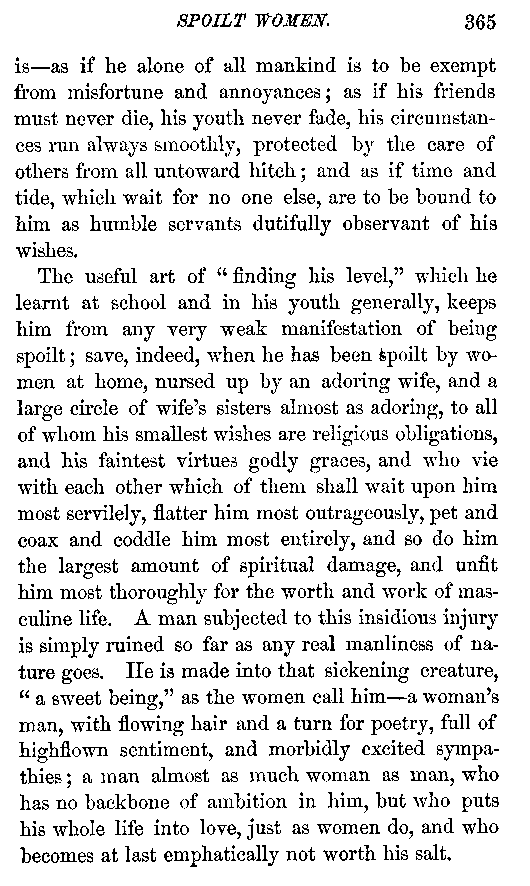 SPOILT WOMEN. 365
is—as if he alone of all mankind is to be exempt
from misfortune and annoyances; as if his friends
must never die, his youth never fade, his circumstan-
ces run always smoothly, protected by the care of
others from all untoward hitch; and as if time and
tide, which wait for no one else, are to be bound to
him as humble servants dutifully observant of his
wishes.
The useful art of “finding his level,” which he
learnt at school and in his youth generally, keeps
him from any very weak manifestation of being
spoilt; save, indeed, when he has been spoilt by wo-
men at home, nursed up by an adoring wife, and a
large circle of wife's sisters almost as adoring, to all
of whom his smallest wishes are religious obligations,
and his faintest virtues godly graces, and who vie
with each other which of them shall wait upon him
most servilely, flatter him most outrageously, pet and
coax and coddle him most entirely, and so do him
the largest amount of spiritual damage, and unfit
him most thoroughly for the worth and work of mas-
culine life. A man subjected to this insidious injury
is simply ruined so far as any real manliness of na-
ture goes. He is made into that sickening creature,
“a sweet being,” as the women call him—a woman's
man, with flowing hair and a turn for poetry, full of
highflown sentiment, and morbidly excited sympa-
thies; a man almost as much woman as man, who
has no backbone of ambition in him, but who puts
his whole life into love, just as women do, and who
becomes at last emphatically not worth his salt.